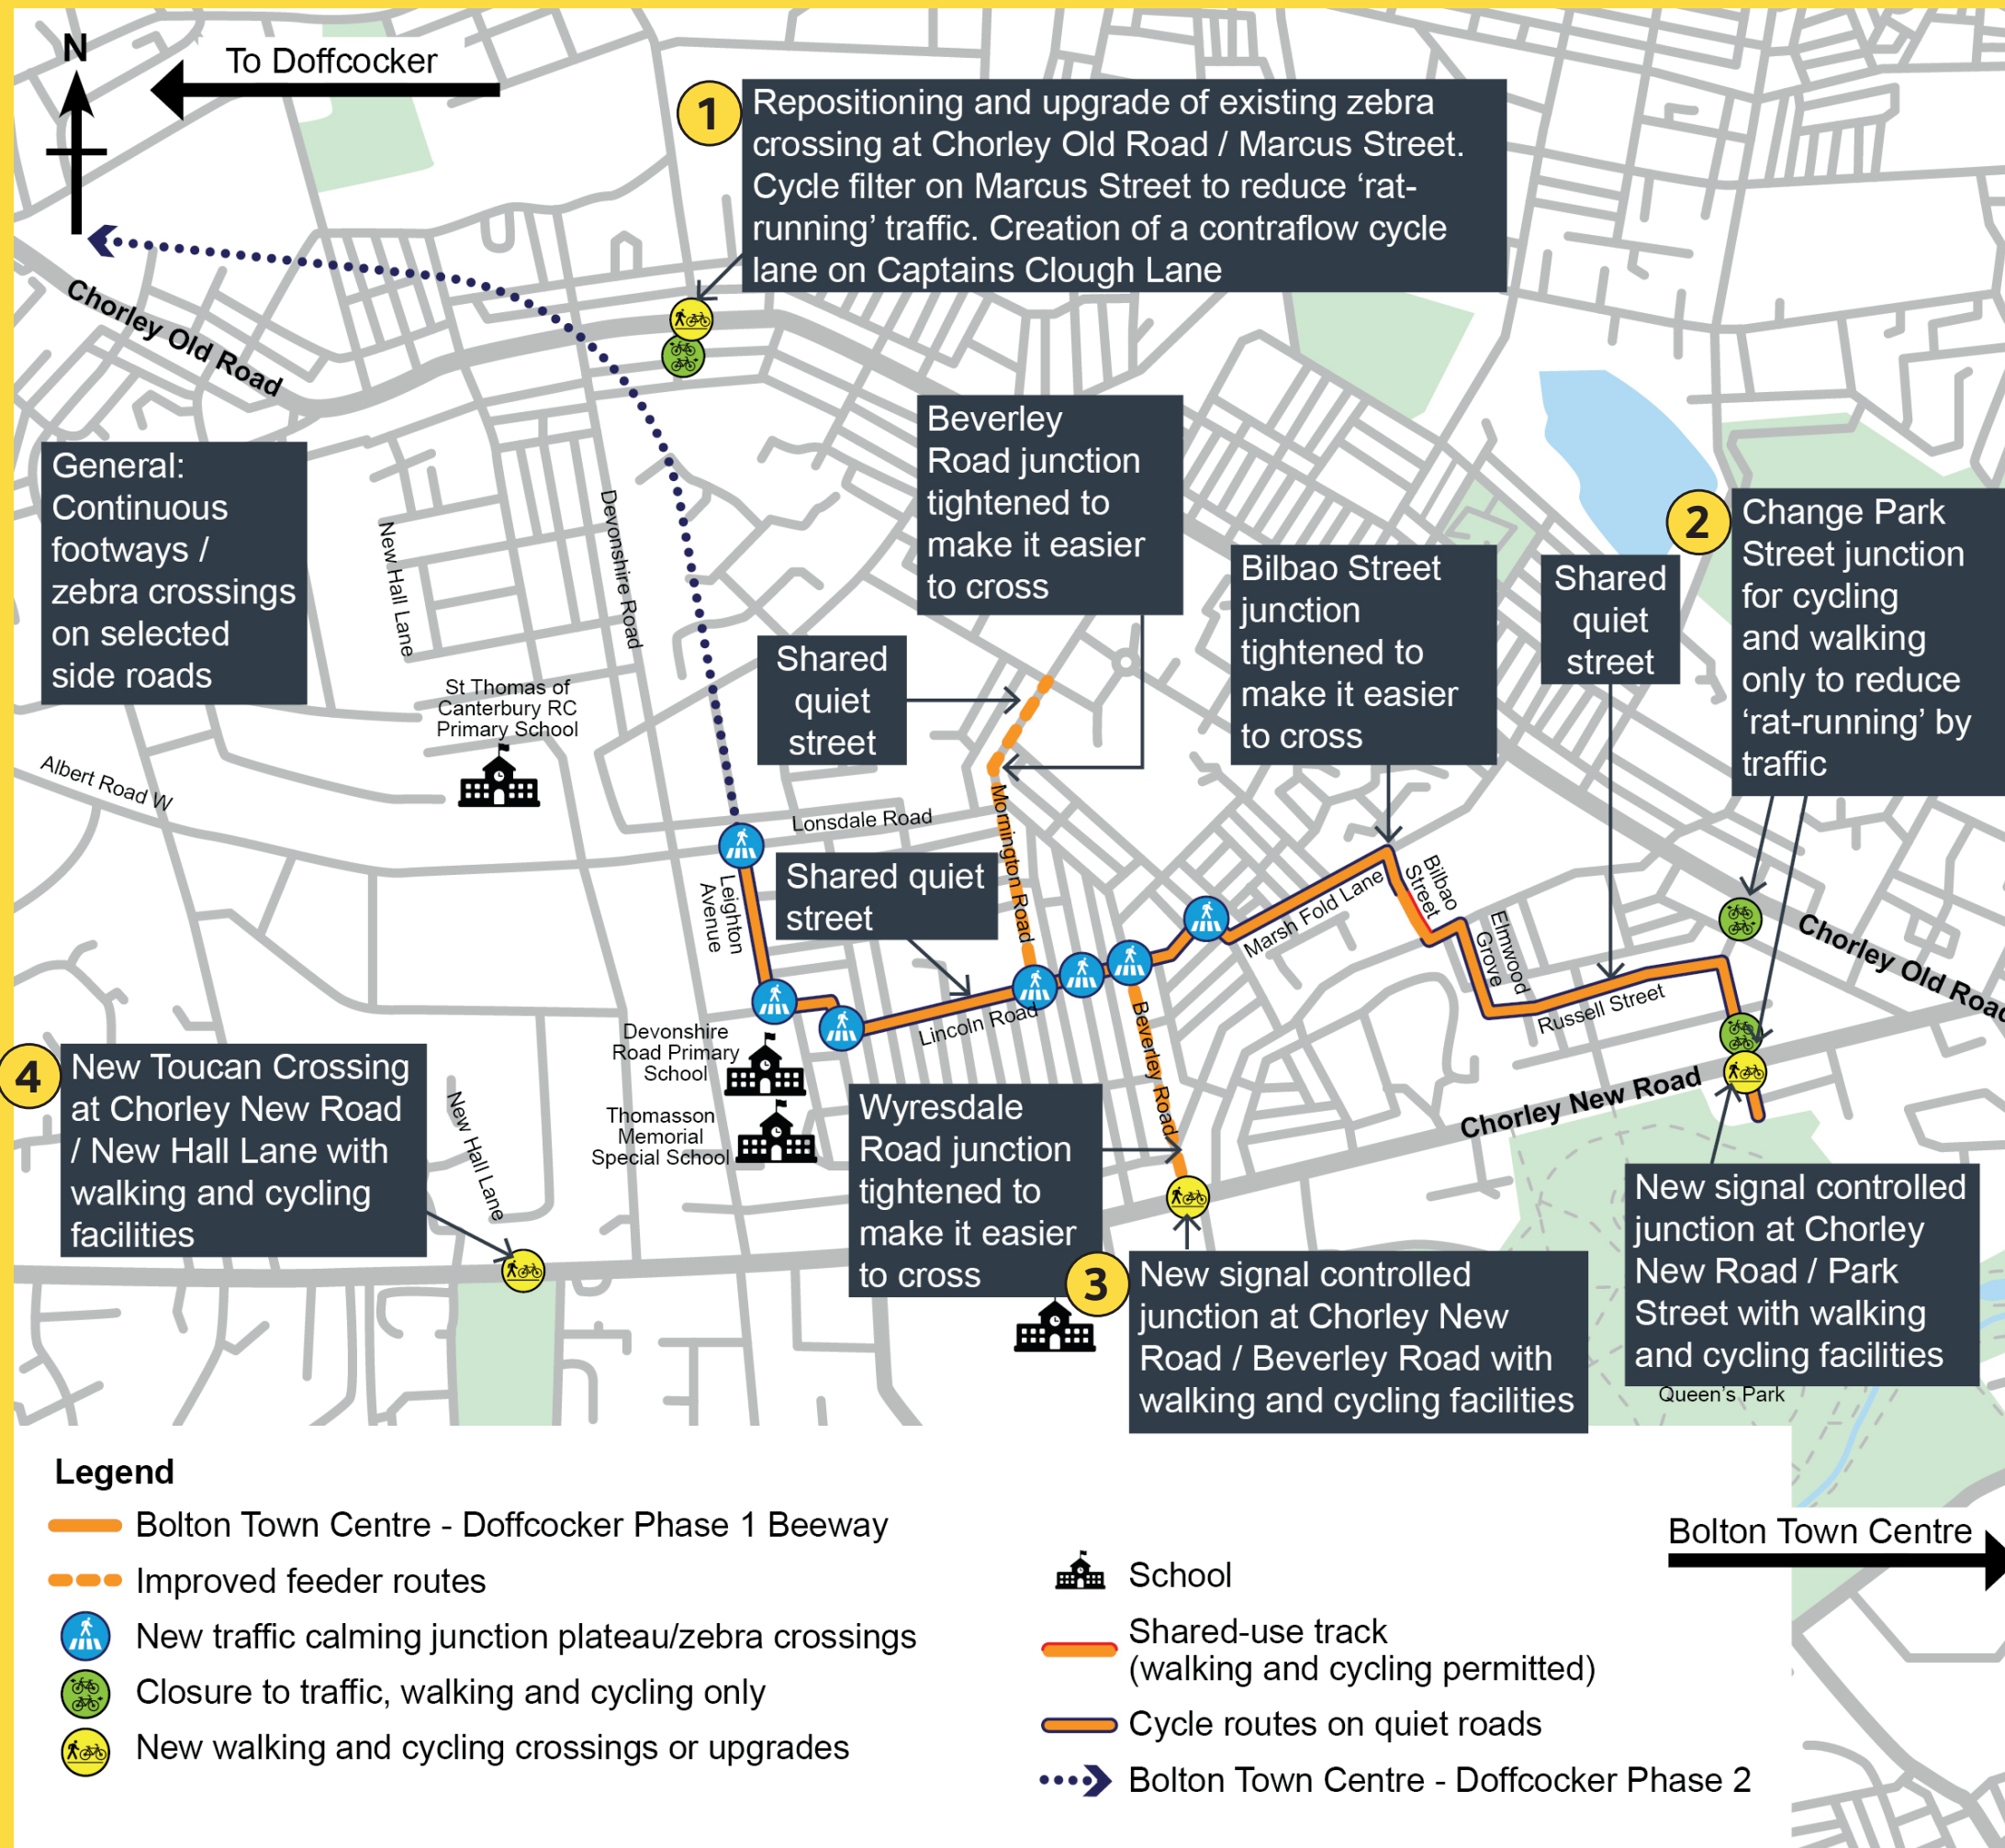 N
To Doffcocker
1
Repositioning and upgrade of existing zebra
crossing at Chorley Old Road / Marcus Street.
Cycle filter on Marcus Street to reduce ‘rat-
running’ traffic. Creation of a contraflow cycle
lane on Captains Clough Lane
Chorley Old Road
General:
Continuous
footways /
zebra crossings
on selected
side roads
New Hall Lane
Devonshire Road
Beverley
Road junction
tightened to
make it easier
to cross
Bilbao Street
junction
tightened to
make it easier
to cross
Shared
quiet
street
2
Change Park
Street junction
for cycling
and walking
only to reduce
‘rat-running’ by
traffic
Shared
quiet
street
St Thomas of
Canterbury RC
Primary School
Albert Road W
Lonsdale Road
Mornington Road
Leighton
Avenue
Shared quiet
street
Lincoln Road
Marsh Fold Lane
Bilbao
Street
Elmwood
Grove
Russell Street
Chorley Old Road
Beverley Road
Chorley New Road
Devonshire
Road Primary
School
Thomasson
Memorial
Special School
4
New Toucan Crossing
at Chorley New Road
/ New Hall Lane with
walking and cycling
facilities
New Hall Lane
Wyresdale
Road junction
tightened to
make it easier
to cross
3
New signal controlled
junction at Chorley New
Road / Beverley Road with
walking and cycling facilities
New signal controlled
junction at Chorley
New Road / Park
Street with walking
and cycling facilities
Queen’s Park
Legend
Bolton Town Centre - Doffcocker Phase 1 Beeway
Improved feeder routes
New traffic calming junction plateau/zebra crossings
Closure to traffic, walking and cycling only
New walking and cycling crossings or upgrades
School
Shared-use track
(walking and cycling permitted)
Cycle routes on quiet roads
Bolton Town Centre - Doffcocker Phase 2
Bolton Town Centre